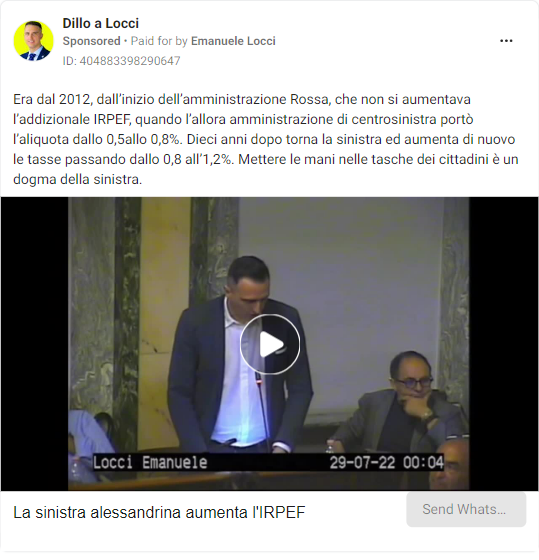 Dillo a Locci
Sponsored • Paid for by Emanuele Locci
ID: 404883398290647
Era dal 2012, dall'inizio dell'amministrazione Rossa, che non si aumentava
l'addizionale IRPEF, quando l'allora amministrazione di centrosinistra portò
l'aliquota dallo 0,5allo 0,8%. Dieci anni dopo torna la sinistra ed aumenta di nuovo
le tasse passando dallo 0,8 all'1,2%. Mettere le mani nelle tasche dei cittadini è un
dogma della sinistra.
Locci Emanuele 29-07-22 00:04
La sinistra alessandrina aumenta l'IRPEF
Send Whats...